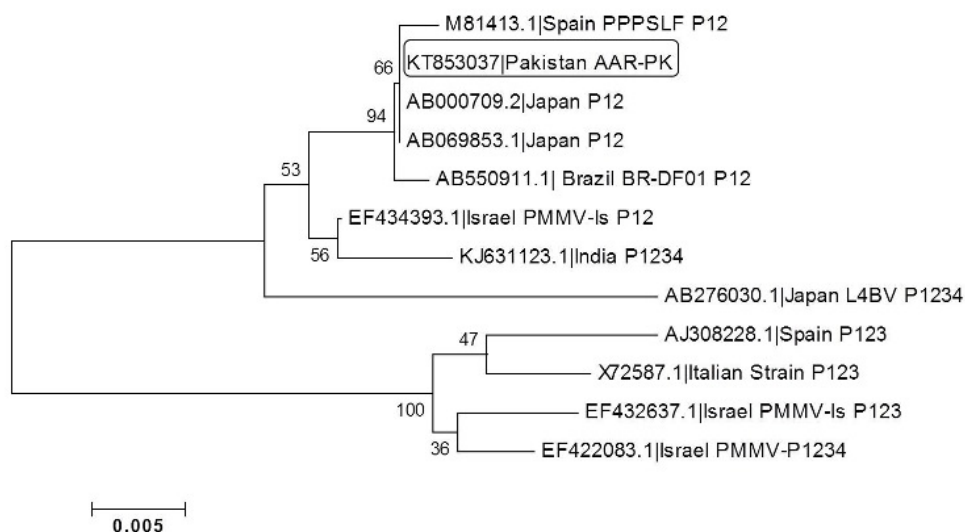 M81413.1|Spain PPPSLF P12
66
KT853037|Pakistan AAR-PK
AB000709.2|Japan P12
94
AB069853.1|Japan P12
53
AB550911.1| Brazil BR-DF01 P12
EF434393.1|Israel PMMV-Is P12
56
KJ631123.1|India P1234
AB276030.1|Japan L4BV P1234
AJ308228.1|Spain P123
47
X72587.1|Italian Strain P123
100
EF432637.1|Israel PMMV-Is P123
36
EF422083.1|Israel PMMV-P1234
0.005